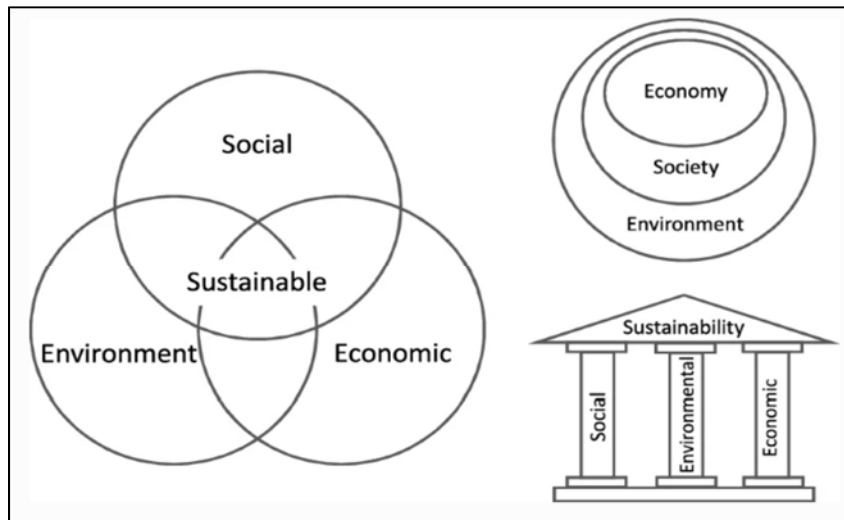 Social
Sustainable
Environment
Economic
Economy
Society
Environment
Sustainability
Social
Environmental
Economic